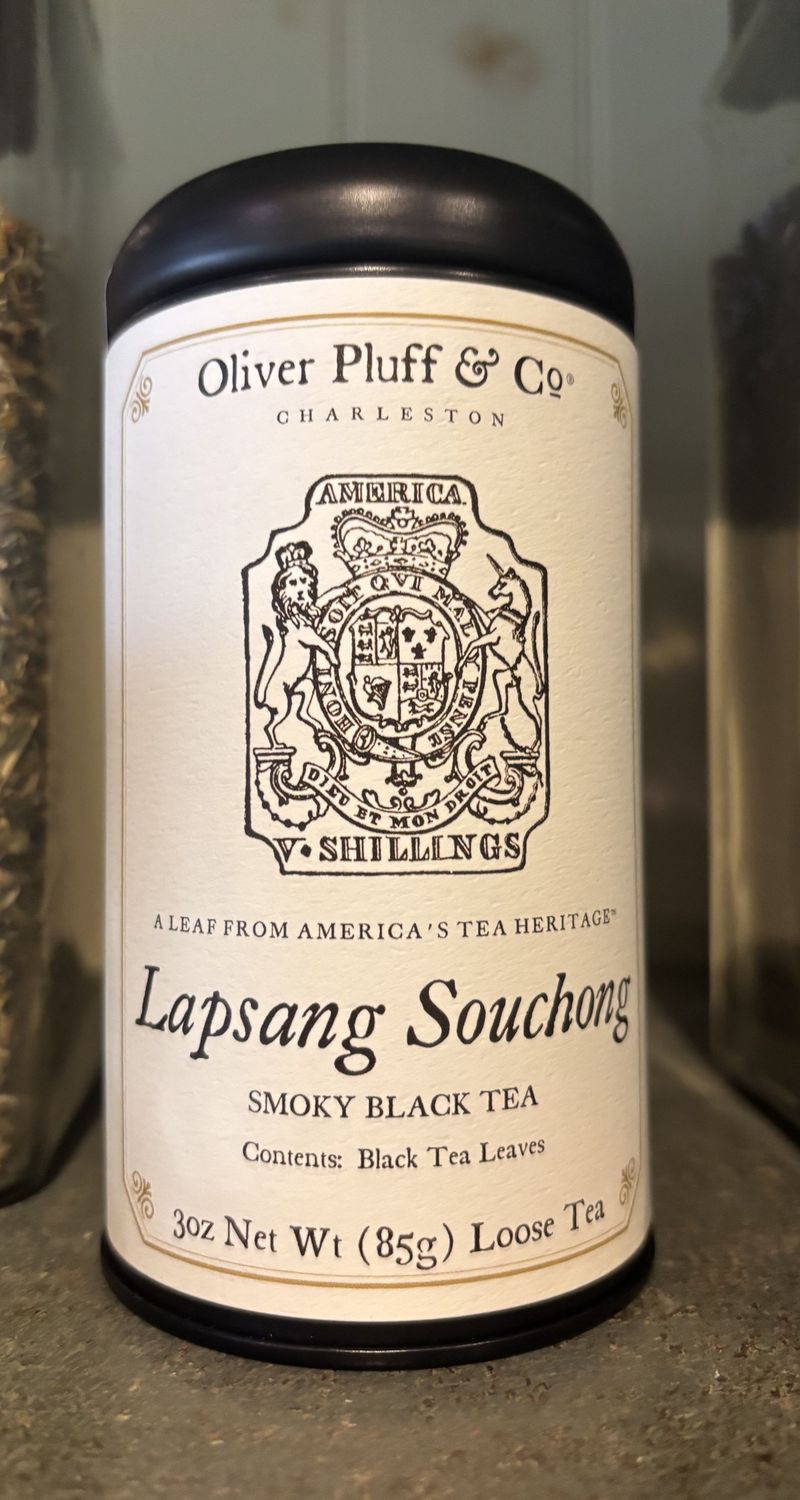 Oliver Pluff & Co®
CHARLESTON
AMERICA
HONI SOIT QVI MAL Y PENSE
DIEU ET MON DROIT
V • SHILLINGS
A LEAF FROM AMERICA'S TEA HERITAGE™
Lapsang Souchong
SMOKY BLACK TEA
Contents: Black Tea Leaves
3oz Net Wt (85g) Loose Tea